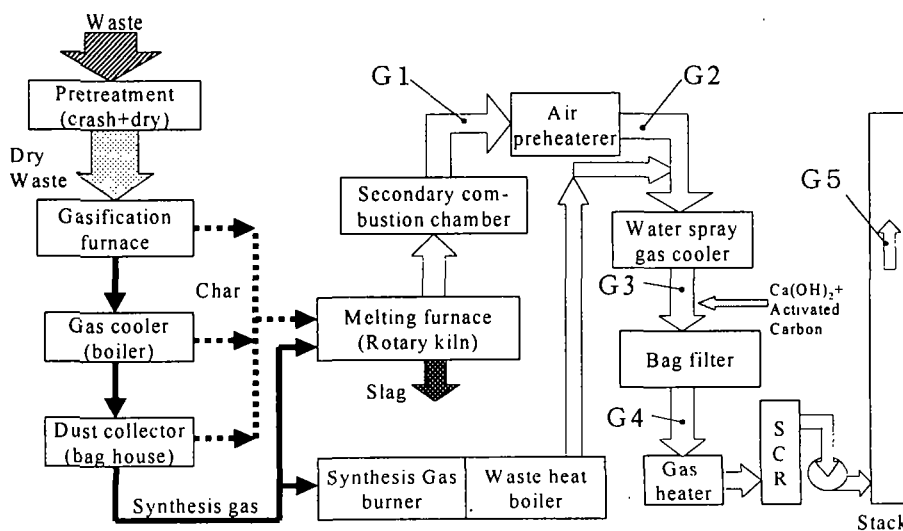 Waste
Pretreatment
(crash+dry)
Dry
Waste
Gasification
furnace
Char
Gas cooler
(boiler)
Dust collector
(bag house)
Synthesis gas
G1
G2
Air
preheaterer
Secondary com-
bustion chamber
Melting furnace
(Rotary kiln)
Slag
Synthesis Gas
burner
Waste heat
boiler
Water spray
gas cooler
G3
Ca(OH)2+
Activated
Carbon
Bag filter
G4
Gas
heater
S
C
R
G5
Stack